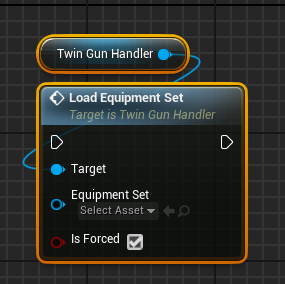 Twin Gun Handler
Load Equipment Set
Target is Twin Gun Handler
Target
Equipment Set
Select Asset
Is Forced